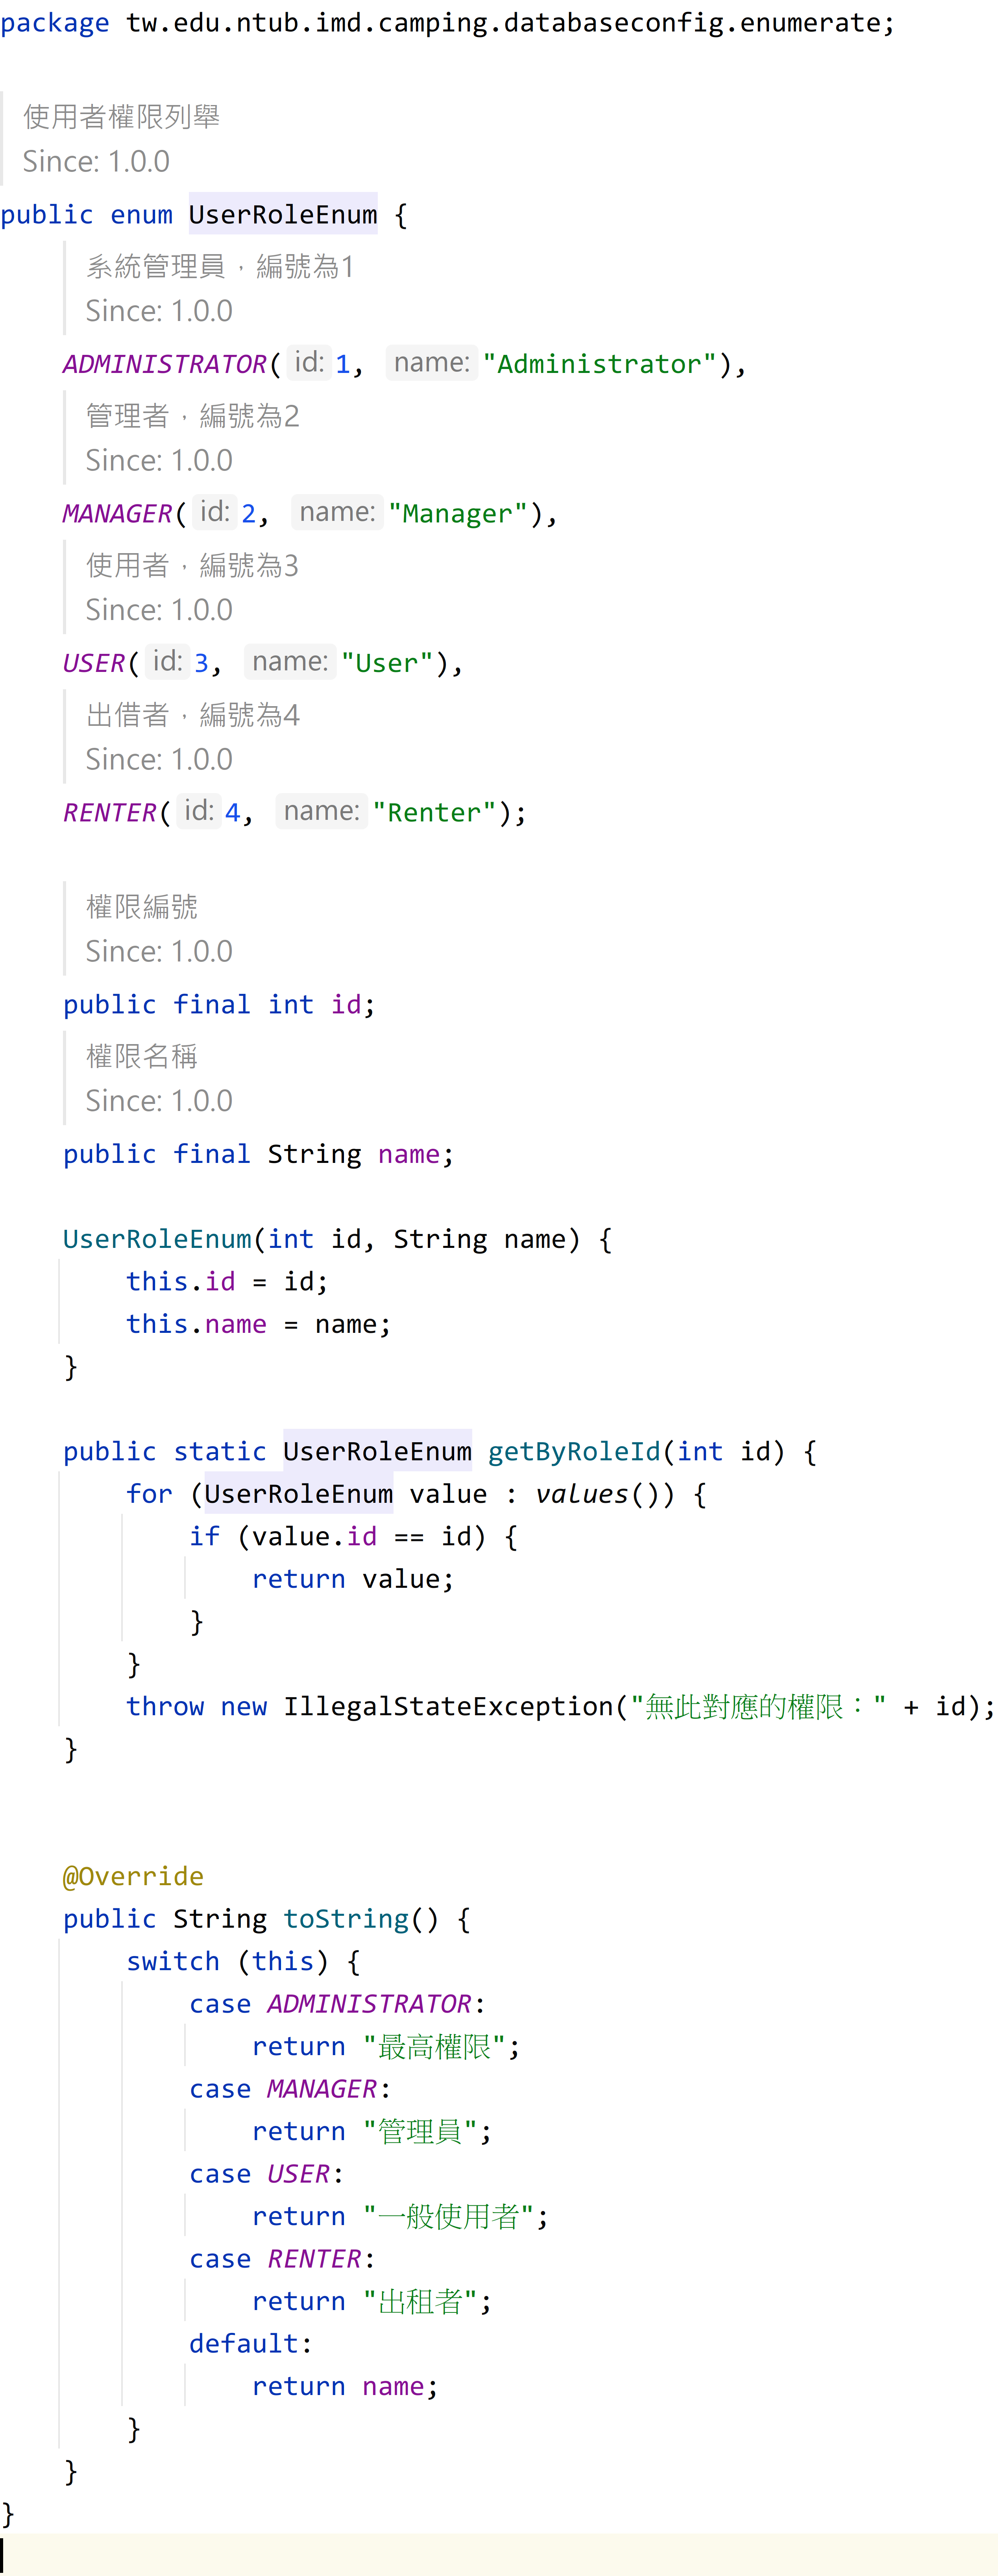 package tw.edu.ntub.imd.camping.databaseconfig.enumerate;
使用者權限列舉
Since: 1.0.0
public enum UserRoleEnum {
系統管理員，編號為1
Since: 1.0.0
ADMINISTRATOR( id: 1, name: "Administrator"),
管理者，編號為2
Since: 1.0.0
MANAGER( id: 2, name: "Manager"),
使用者，編號為3
Since: 1.0.0
USER( id: 3, name: "User"),
出借者，編號為4
Since: 1.0.0
RENTER( id: 4, name: "Renter");
權限編號
Since: 1.0.0
public final int id;
權限名稱
Since: 1.0.0
public final String name;
UserRoleEnum(int id, String name) {
this.id = id;
this.name = name;
}
public static UserRoleEnum getByRoleId(int id) {
for (UserRoleEnum value : values()) {
if (value.id == id) {
return value;
}
}
throw new IllegalStateException("無此對應的權限：" + id);
}
@Override
public String toString() {
switch (this) {
case ADMINISTRATOR:
return "最高權限";
case MANAGER:
return "管理員";
case USER:
return "一般使用者";
case RENTER:
return "出租者";
default:
return name;
}
}
}